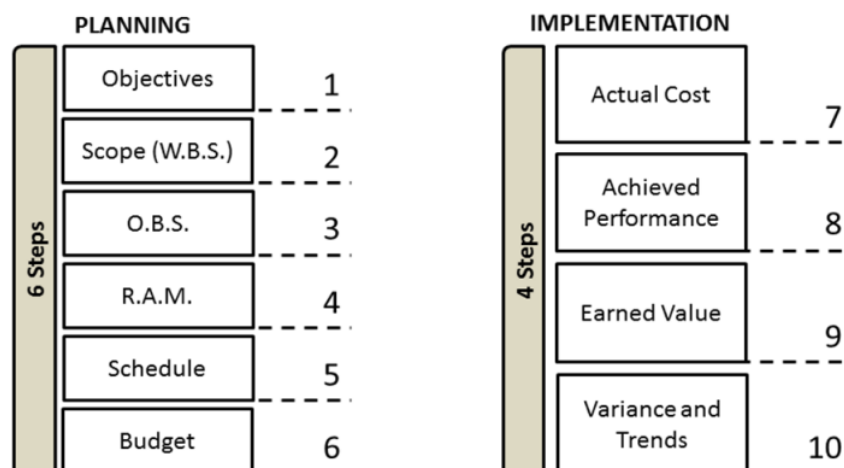 PLANNING
6 Steps
Objectives
1
Scope (W.B.S.)
2
O.B.S.
3
R.A.M.
4
Schedule
5
Budget
6
IMPLEMENTATION
4 Steps
Actual Cost
7
Achieved
Performance
8
Earned Value
9
Variance and
Trends
10